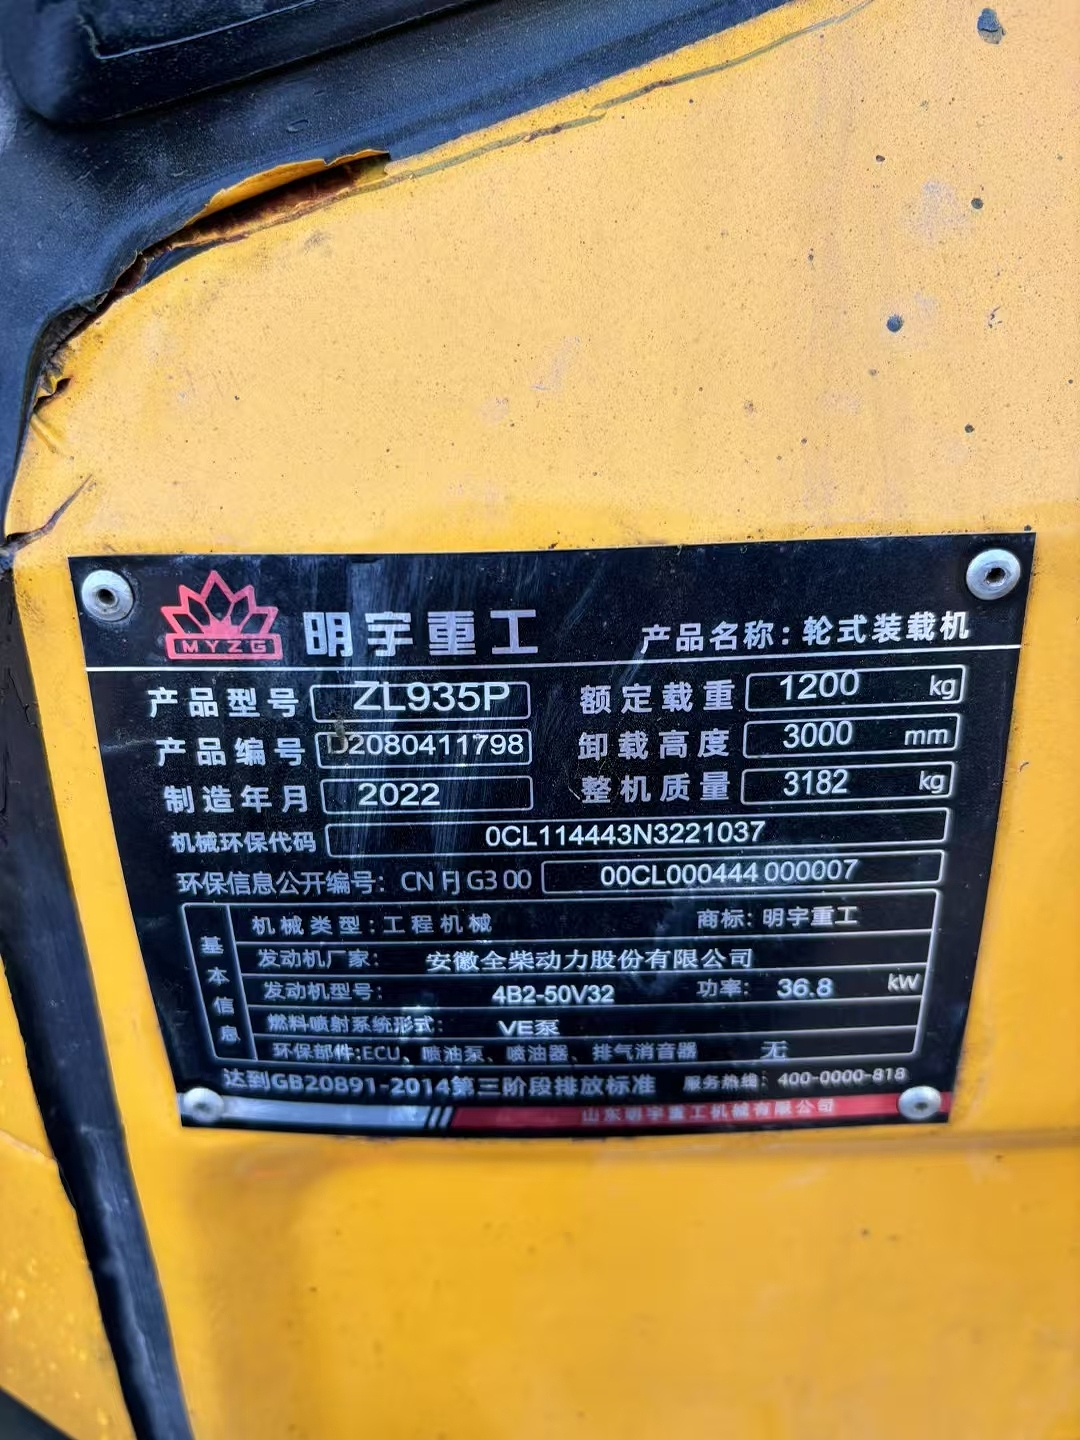 MYZG 明宇重工 产品名称：轮式装载机
产品型号 ZL935P 额定载重 1200 kg
产品编号 D2080411798 卸载高度 3000 mm
制造年月 2022 整机质量 3182 kg
机械环保代码 0CL114443N3221037
环保信息公开编号： CN FJ G3 00 00CL000444 000007
基本信息
机械类型：工程机械 商标：明宇重工
发动机厂家： 安徽全柴动力股份有限公司
发动机型号： 4B2-50V32 功率： 36.8 kW
燃料喷射系统形式： VE泵
环保部件:ECU、喷油泵、喷油器、排气消音器 无
达到GB20891-2014第三阶段排放标准 服务热线：400-0000-818
山东明宇重工机械有限公司